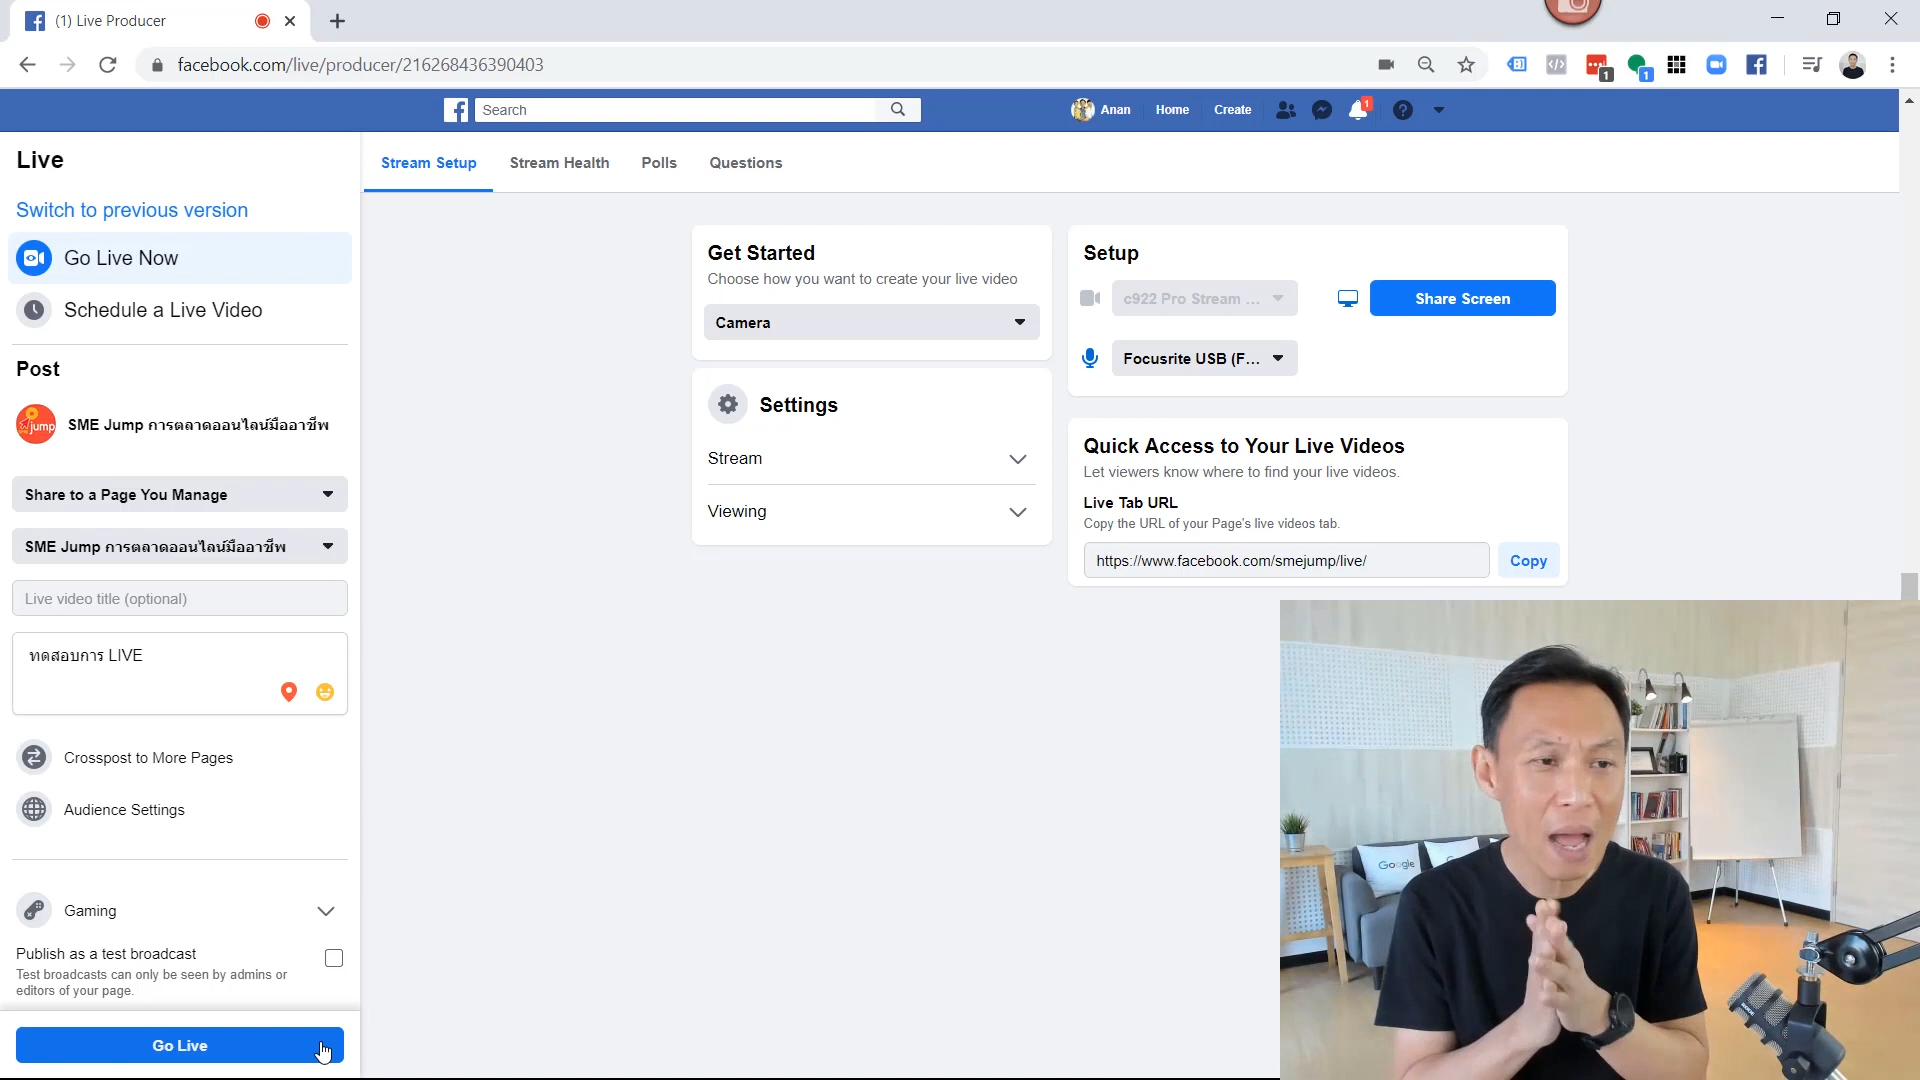 (1) Live Producer
facebook.com/live/producer/216268436390403
1
1
Search
Anan
Home
Create
1
Live
Switch to previous version
Go Live Now
Schedule a Live Video
Post
jump
SME Jump การตลาดออนไลน์มืออาชีพ
Share to a Page You Manage
SME Jump การตลาดออนไลน์มืออาชีพ
Live video title (optional)
ทดสอบการ LIVE
Crosspost to More Pages
Audience Settings
Gaming
Publish as a test broadcast
Test broadcasts can only be seen by admins or
editors of your page.
Go Live
Stream Setup
Stream Health
Polls
Questions
Get Started
Choose how you want to create your live video
Camera
Settings
Stream
Viewing
Setup
c922 Pro Stream ...
Share Screen
Focusrite USB (F...
Quick Access to Your Live Videos
Let viewers know where to find your live videos.
Live Tab URL
Copy the URL of your Page's live videos tab.
https://www.facebook.com/smejump/live/
Copy
Google